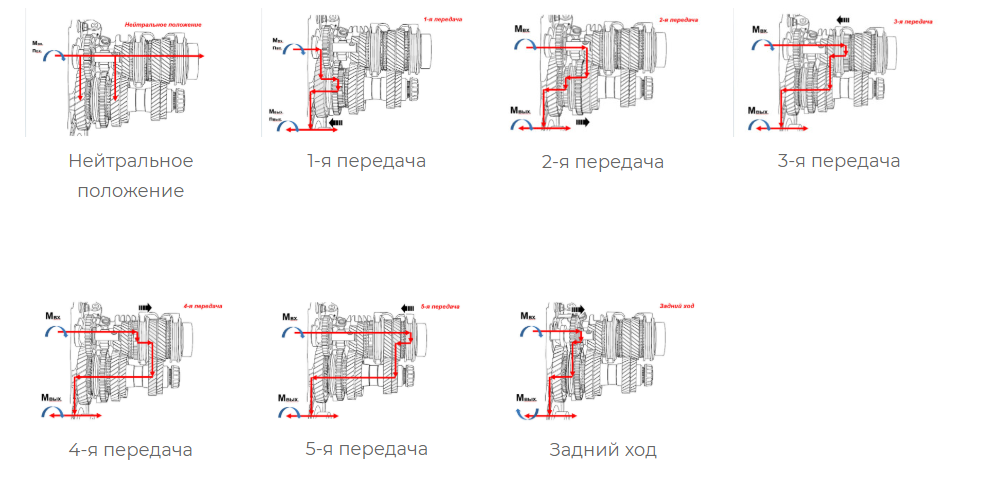 Нейтральное положение
1-я передача
2-я передача
3-я передача
Мвх.
nвх.
Мвх.
nвх.
Мвх.
Мвх.
Мвых.
nвых.
Мвых.
Мвых.
Нейтральное
положение
1-я передача
2-я передача
3-я передача
4-я передача
5-я передача
Задний ход
Мвх.
Мвх.
Мвх.
Мвых.
Мвых.
Мвых.
4-я передача
5-я передача
Задний ход